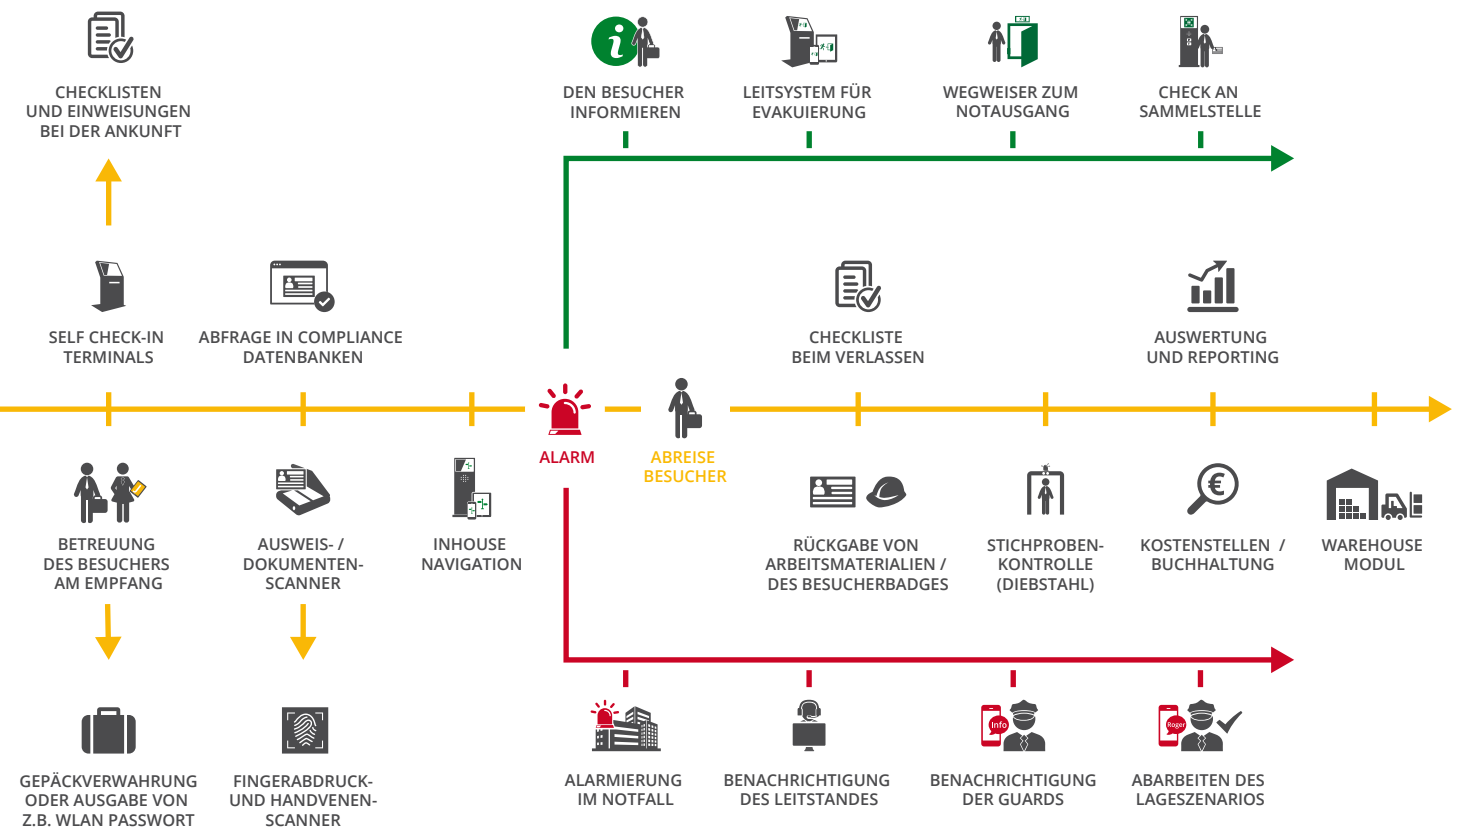 CHECKLISTEN
UND EINWEISUNGEN
BEI DER ANKUNFT
DEN BESUCHER
INFORMIEREN
LEITSYSTEM FÜR
EVAKUIERUNG
WEGWEISER ZUM
NOTAUSGANG
CHECK AN
SAMMELSTELLE
SELF CHECK-IN
TERMINALS
ABFRAGE IN COMPLIANCE
DATENBANKEN
CHECKLISTE
BEIM VERLASSEN
AUSWERTUNG
UND REPORTING
ALARM
ABREISE
BESUCHER
BETREUUNG
DES BESUCHERS
AM EMPFANG
AUSWEIS- /
DOKUMENTEN-
SCANNER
INHOUSE
NAVIGATION
RÜCKGABE VON
ARBEITSMATERIALIEN /
DES BESUCHERBADGES
STICHPROBEN-
KONTROLLE
(DIEBSTAHL)
€
KOSTENSTELLEN /
BUCHHALTUNG
WAREHOUSE
MODUL
GEPÄCKVERWAHRUNG
ODER AUSGABE VON
Z.B. WLAN PASSWORT
FINGERABDRUCK-
UND HANDVENEN-
SCANNER
ALARMIERUNG
IM NOTFALL
BENACHRICHTIGUNG
DES LEITSTANDES
Info
BENACHRICHTIGUNG
DER GUARDS
Roger
ABARBEITEN DES
LAGESZENARIOS